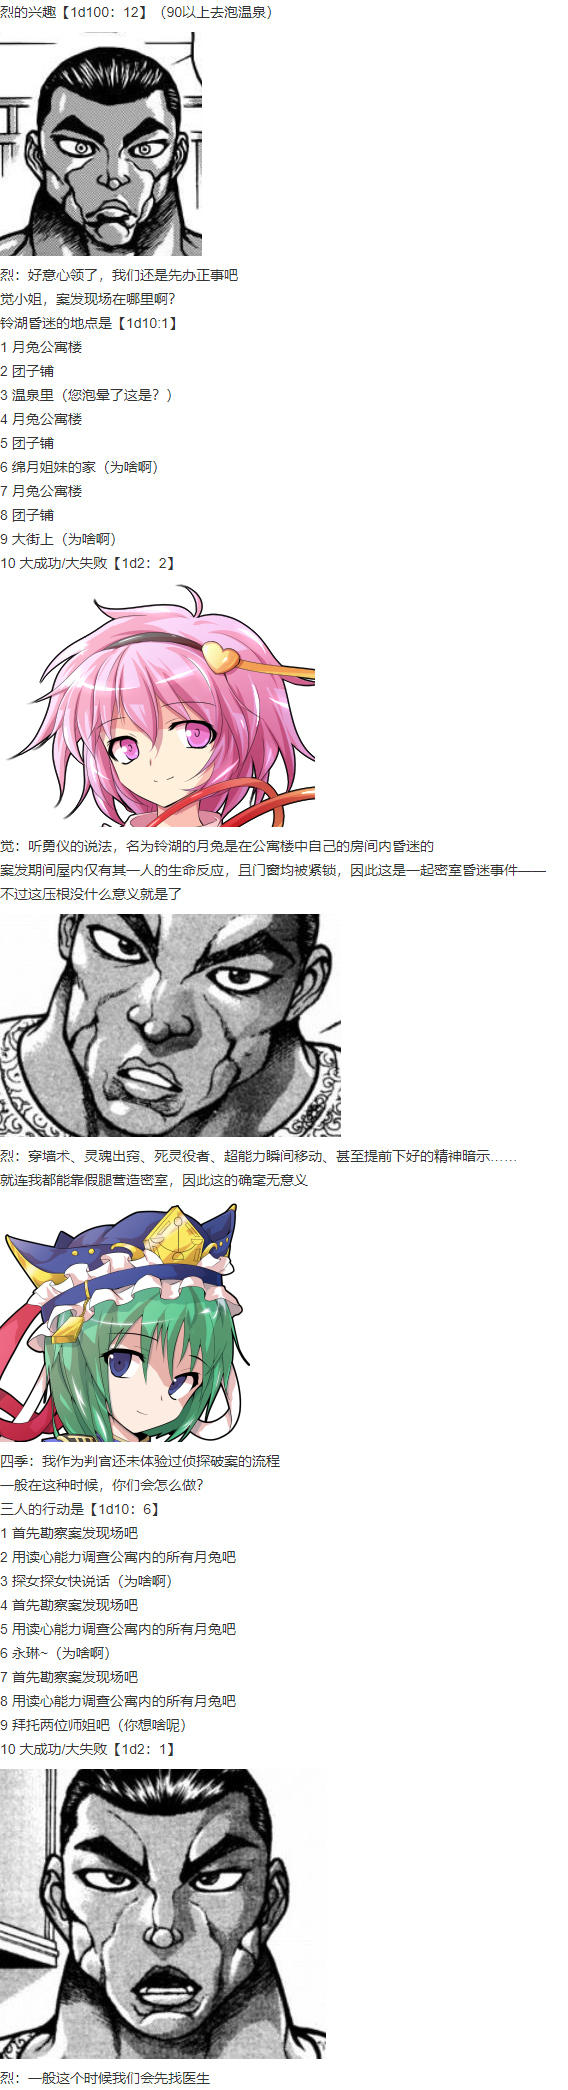 烈的兴趣【1d100：12】（90以上去泡温泉）
烈：好意心领了，我们还是先办正事吧
觉小姐，案发现场在哪里啊？
铃湖昏迷的地点是【1d10:1】
1 月兔公寓楼
2 团子铺
3 温泉里（您泡晕了这是？）
4 月兔公寓楼
5 团子铺
6 绵月姐妹的家（为啥啊）
7 月兔公寓楼
8 团子铺
9 大街上（为啥啊）
10 大成功/大失败【1d2：2】
觉：听勇仪的说法，名为铃湖的月兔是在公寓楼中自己的房间内昏迷的
案发期间屋内仅有其一人的生命反应，且门窗均被紧锁，因此这是一起密室昏迷事件——
不过这压根没什么意义就是了
烈：穿墙术、灵魂出窍、死灵役者、超能力瞬间移动、甚至提前下好的精神暗示……
就连我都能靠假腿营造密室，因此这的确毫无意义
四季：我作为判官还未体验过侦探破案的流程
一般在这种时候，你们会怎么做？
三人的行动是【1d10：6】
1 首先勘察案发现场吧
2 用读心能力调查公寓内的所有月兔吧
3 探女探女快说话（为啥啊）
4 首先勘察案发现场吧
5 用读心能力调查公寓内的所有月兔吧
6 永琳~（为啥啊）
7 首先勘察案发现场吧
8 用读心能力调查公寓内的所有月兔吧
9 拜托两位师姐吧（你想啥呢）
10 大成功/大失败【1d2：1】
烈：一般这个时候我们会先找医生